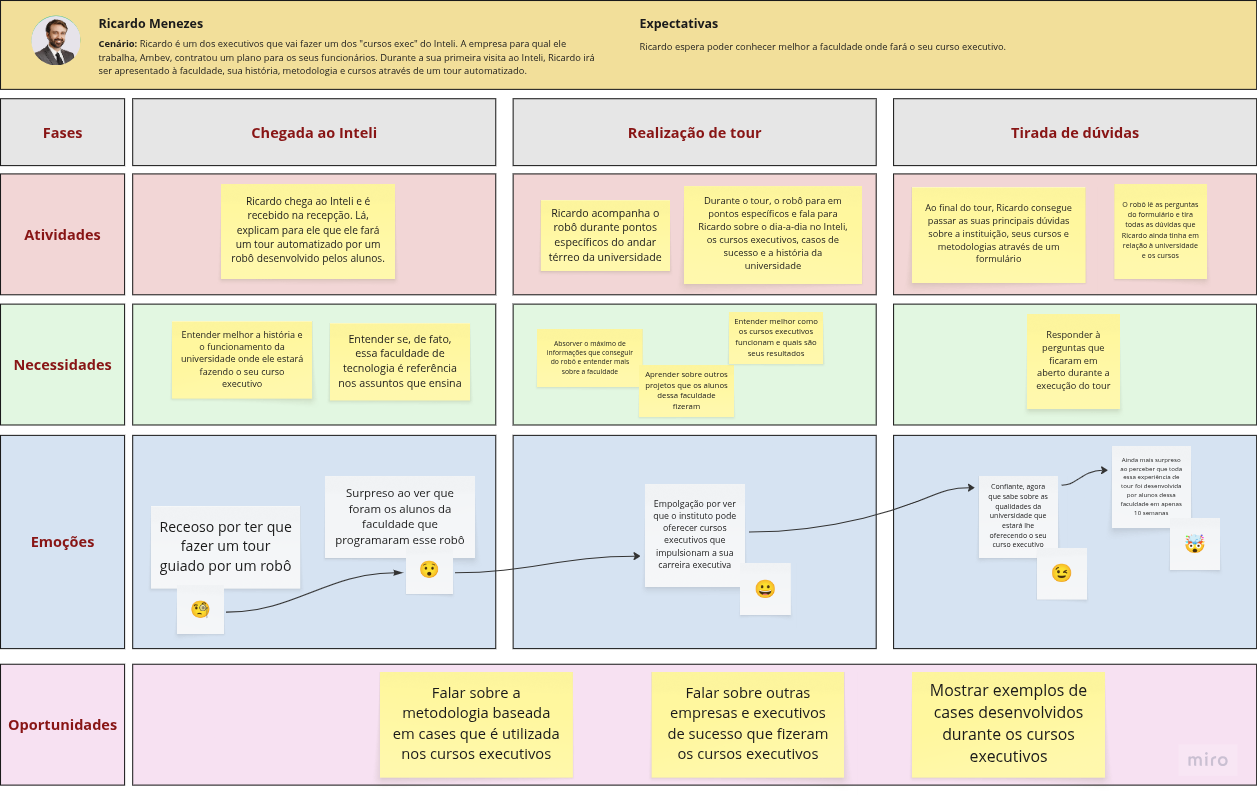 Ricardo Menezes
Cenário: Ricardo é um dos executivos que vai fazer um dos "cursos exec" do Inteli. A empresa para qual ele
trabalha, Ambev, contratou um plano para os seus funcionários. Durante a sua primeira visita ao Inteli, Ricardo irá
ser apresentado à faculdade, sua história, metodologia e cursos através de um tour automatizado.
Expectativas
Ricardo espera poder conhecer melhor a faculdade onde fará o seu curso executivo.
Fases
Chegada ao Inteli
Realização de tour
Tirada de dúvidas
Atividades
Ricardo chega ao Inteli e é
recebido na recepção. Lá,
explicam para ele que ele fará
um tour automatizado por um
robô desenvolvido pelos alunos.
Ricardo acompanha o
robô durante pontos
específicos do andar
térreo da universidade
Durante o tour, o robô para em
pontos específicos e fala para
Ricardo sobre o dia-a-dia no Inteli,
os cursos executivos, casos de
sucesso e a história da
universidade
Ao final do tour, Ricardo consegue
passar as suas principais dúvidas
sobre a instituição, seus cursos e
metodologias através de um
formulário
O robô lê as perguntas
do formulário e tira
todas as dúvidas que
Ricardo ainda tinha em
relação à universidade
e os cursos
Necessidades
Entender melhor a história e
o funcionamento da
universidade onde ele estará
fazendo o seu curso
executivo
Entender se, de fato,
essa faculdade de
tecnologia é referência
nos assuntos que ensina
Absorver o máximo de
informações que conseguir
do robô e entender mais
sobre a faculdade
Aprender sobre outros
projetos que os alunos
dessa faculdade
fizeram
Entender melhor como
os cursos executivos
funcionam e quais são
seus resultados
Responder à
perguntas que
ficaram em
aberto durante a
execução do tour
Emoções
Receoso por ter que
fazer um tour
guiado por um robô
Surpreso ao ver que
foram os alunos da
faculdade que
programaram esse robô
Empolgação por ver
que o instituto pode
oferecer cursos
executivos que
impulsionam a sua
carreira executiva
Confiante, agora
que sabe sobre as
qualidades da
universidade que
estará lhe
oferecendo o seu
curso executivo
Ainda mais surpreso
ao perceber que toda
essa experiência de
tour foi desenvolvida
por alunos dessa
faculdade em apenas
10 semanas
Oportunidades
Falar sobre a
metodologia baseada
em cases que é utilizada
nos cursos executivos
Falar sobre outras
empresas e executivos
de sucesso que fizeram
os cursos executivos
Mostrar exemplos de
cases desenvolvidos
durante os cursos
executivos
miro